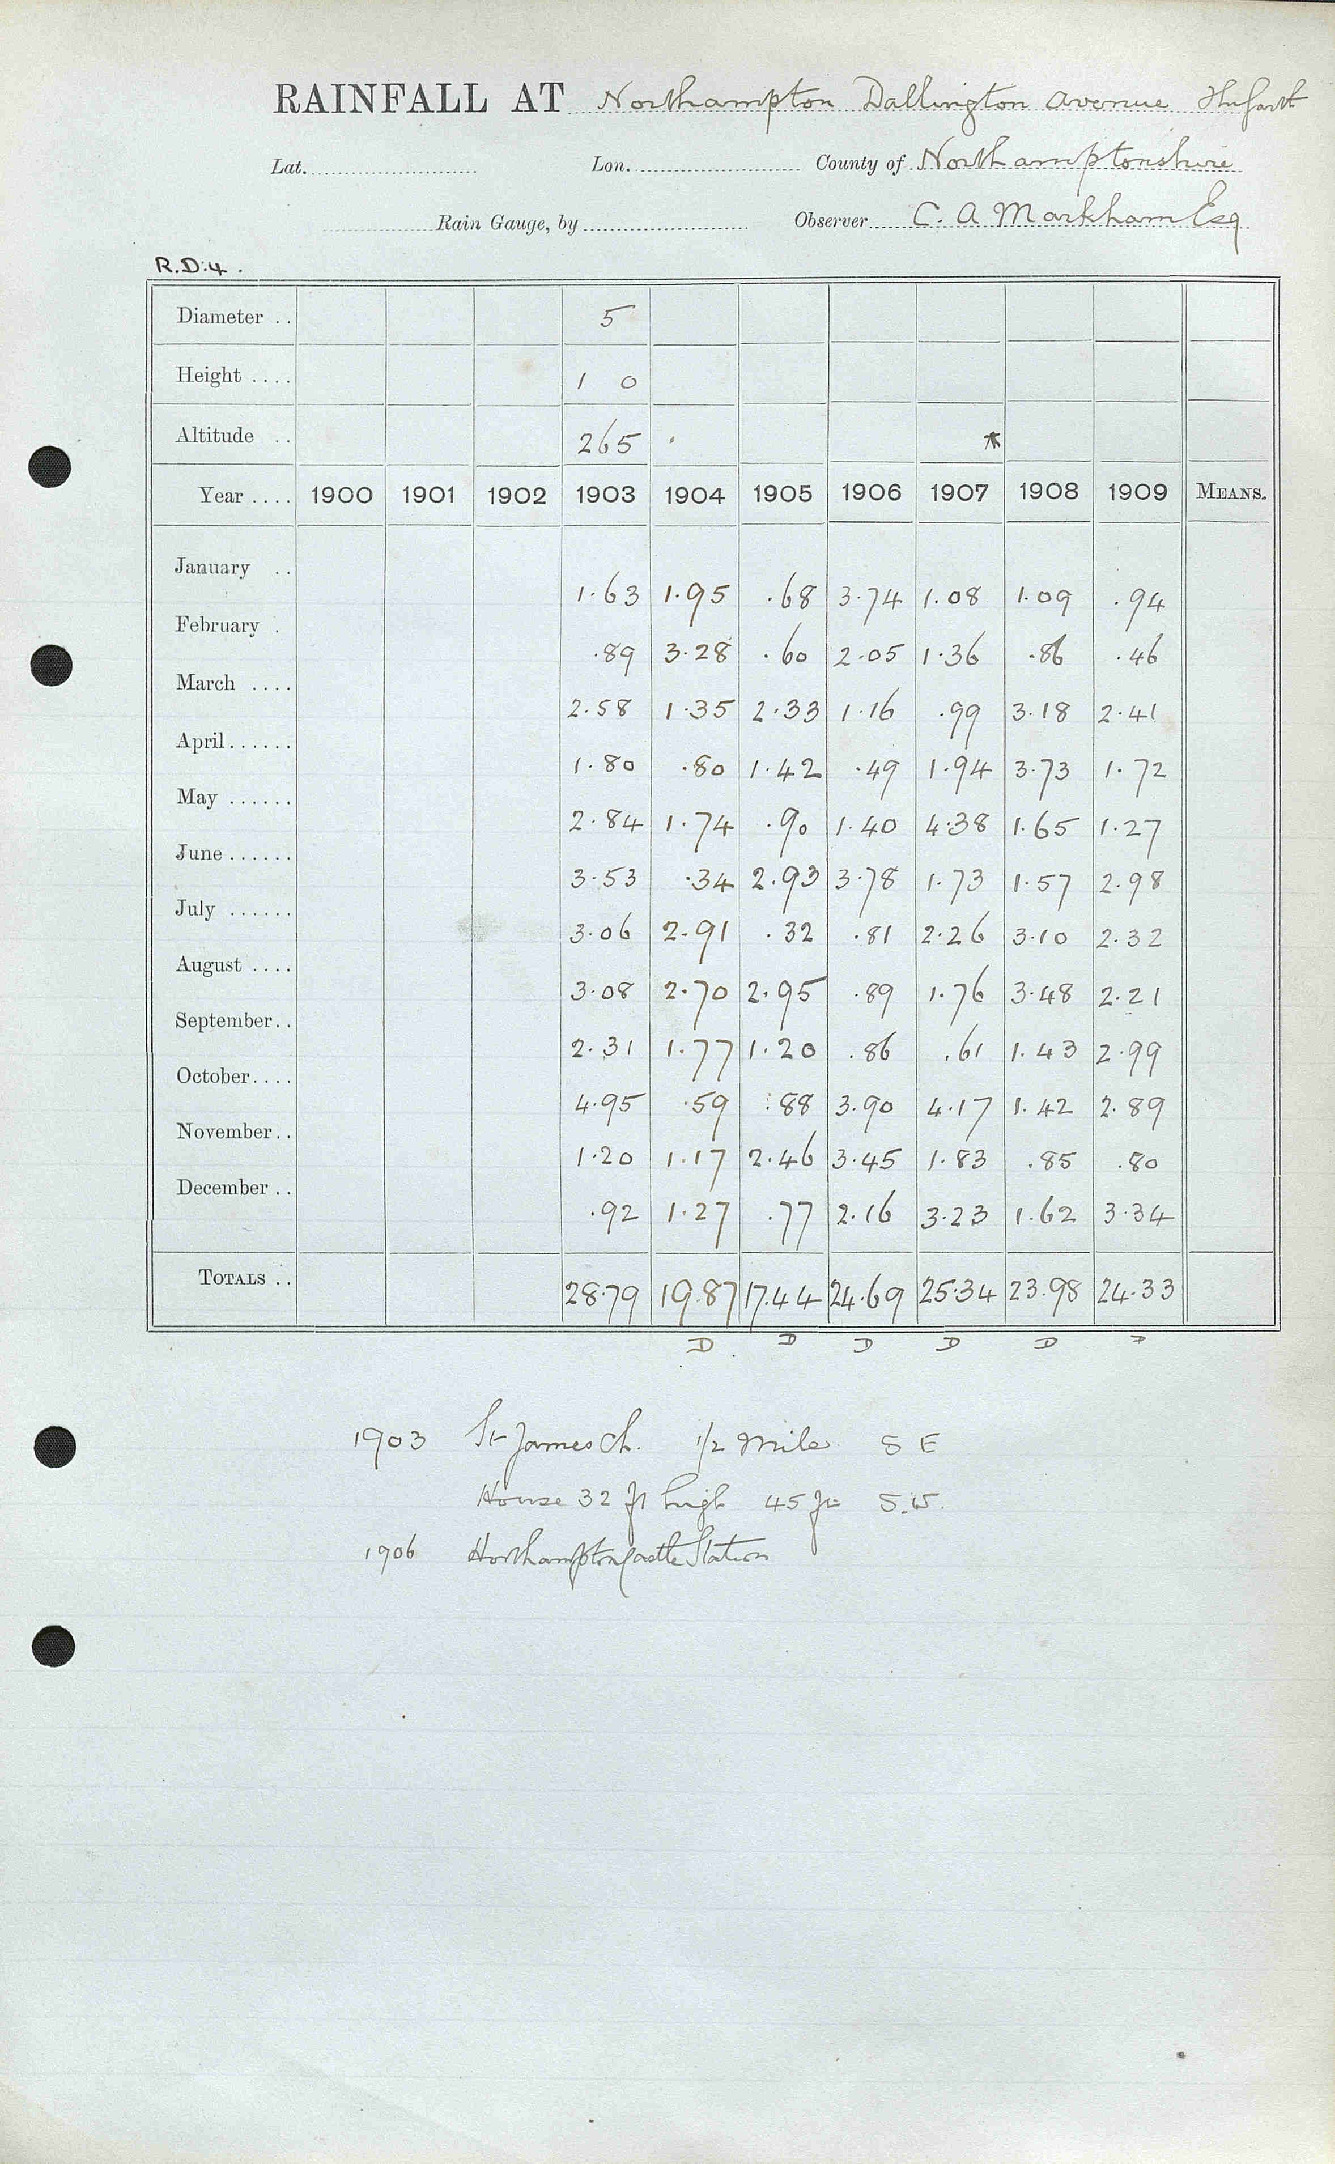 RAINFALL AT Northampton Dallington Avenue
Lat. Lon. County of Northamptonshire
Rain Gauge, by Observer C. A Markham Esq
R.D.4.
Diameter .. 5
Height .... 1 0
Altitude .. 265 *
Year .... 1900 1901 1902 1903 1904 1905 1906 1907 1908 1909 MEANS.
January .. 1.63 1.95 .68 3.74 1.08 1.09 .94
February . .89 3.28 .60 2.05 1.36 .86 .46
March .... 2.58 1.35 2.33 1.16 .99 3.18 2.41
April...... 1.80 .80 1.42 .49 1.94 3.73 1.72
May ...... 2.84 1.74 .90 1.40 4.38 1.65 1.27
June...... 3.53 .34 2.93 3.78 1.73 1.57 2.98
July ...... 3.06 2.91 .32 .81 2.26 3.10 2.32
August .... 3.08 2.70 2.95 .89 1.76 3.48 2.21
September.. 2.31 1.77 1.20 .86 .61 1.43 2.99
October.... 4.95 .59 .88 3.90 4.17 1.42 2.89
November.. 1.20 1.17 2.46 3.45 1.83 .85 .80
December .. .92 1.27 .77 2.16 3.23 1.62 3.34
TOTALS .. 28.79 19.87 17.44 24.69 25.34 23.98 24.33
D D D D D D
1903 St James Ch. 1/2 Mile S E
House 32 ft high 45 ft S.W.
1906 Northampton Castle Station